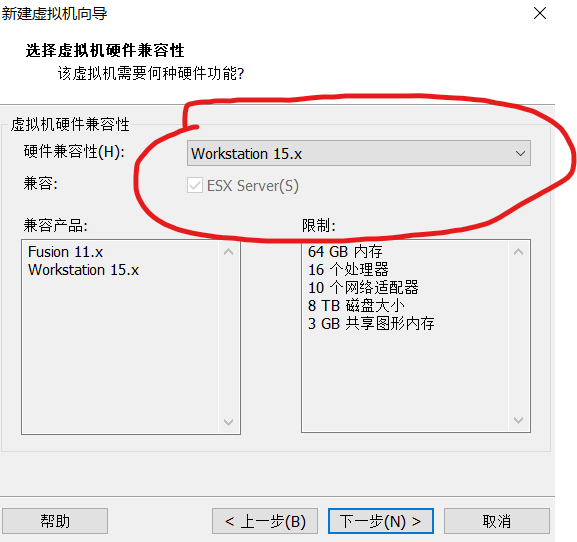 新建虚拟机向导
选择虚拟机硬件兼容性
该虚拟机需要何种硬件功能?
虚拟机硬件兼容性
硬件兼容性(H): Workstation 15.x
兼容: ESX Server(S)
兼容产品:
Fusion 11.x
Workstation 15.x
限制:
64 GB 内存
16 个处理器
10 个网络适配器
8 TB 磁盘大小
3 GB 共享图形内存
帮助 < 上一步(B) 下一步(N) > 取消